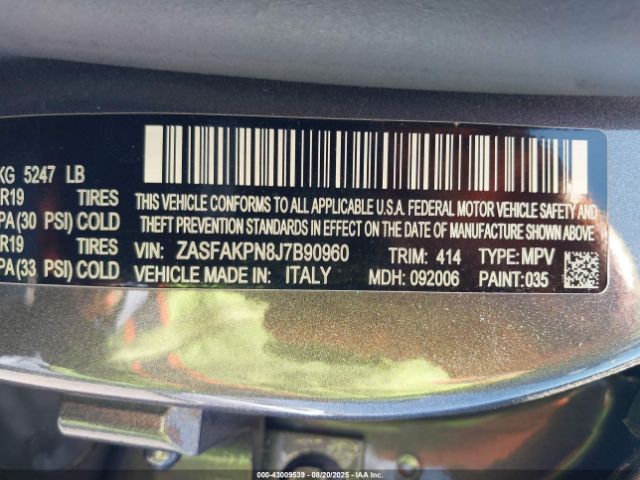 KG 5247 LB
R19 TIRES
PA(30 PSI) COLD
R19 TIRES
PA(33 PSI) COLD
THIS VEHICLE CONFORMS TO ALL APPLICABLE U.S.A. FEDERAL MOTOR VEHICLE SAFETY AND
THEFT PREVENTION STANDARDS IN EFFECT ON THE DATE OF MANUFACTURE SHOWN ABOVE
VIN: ZASFAKPN8J7B90960 TRIM: 414 TYPE: MPV
VEHICLE MADE IN: ITALY MDH: 092006 PAINT: 035
000-43009539 - 08/20/2025 - IAA Inc.